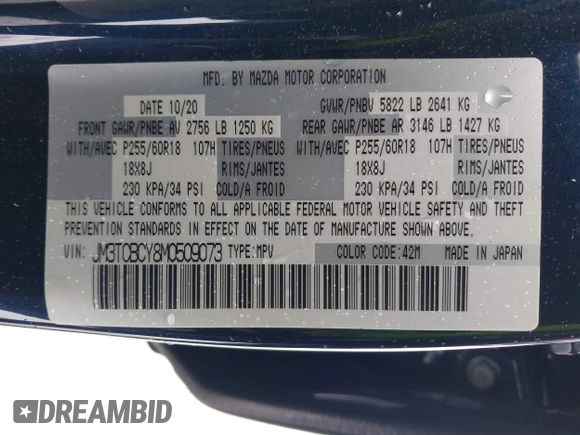 MFD. BY MAZDA MOTOR CORPORATION
DATE 10/20 GVWR/PNBV 5822 LB 2641 KG
FRONT GAWR/PNBE AV 2756 LB 1250 KG REAR GAWR/PNBE AR 3146 LB 1427 KG
WITH/AVEC P255/60R18 107H TIRES/PNEUS WITH/AVEC P255/60R18 107H TIRES/PNEUS
18X8J RIMS/JANTES 18X8J RIMS/JANTES
230 KPA/34 PSI COLD/A FROID 230 KPA/34 PSI COLD/A FROID
THIS VEHICLE CONFORMS TO ALL APPLICABLE FEDERAL MOTOR VEHICLE SAFETY AND THEFT
PREVENTION STANDARDS IN EFFECT ON THE DATE OF MANUFACTURE SHOWN ABOVE.
VIN: JM3TCBCY8M0509073 TYPE:MPV COLOR CODE:42M MADE IN JAPAN
DREAMBID